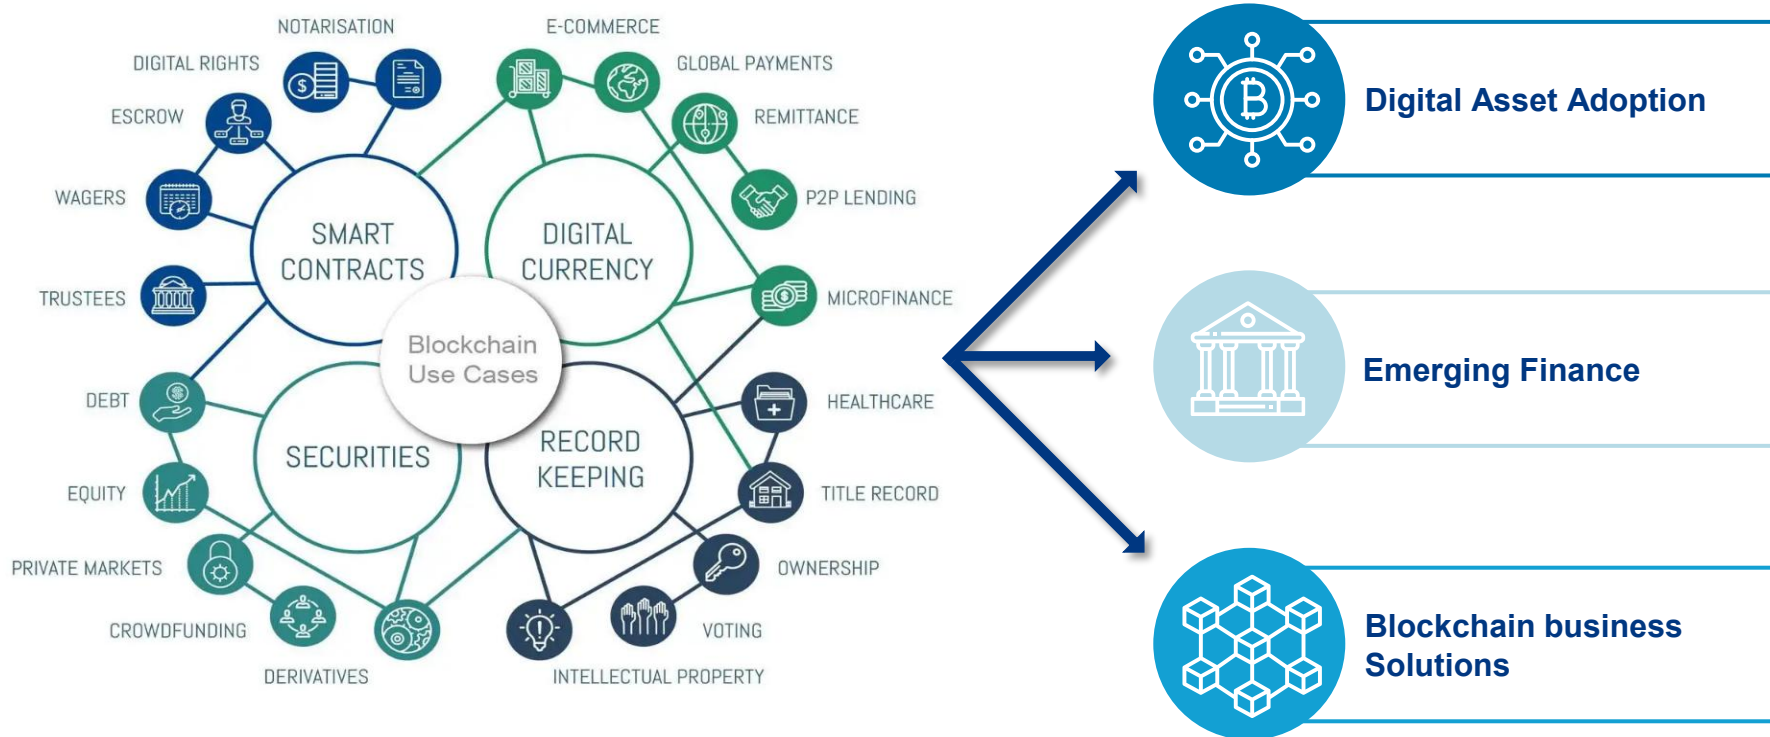 NOTARISATION
DIGITAL RIGHTS
ESCROW
WAGERS
TRUSTEES
DEBT
EQUITY
PRIVATE MARKETS
CROWDFUNDING
DERIVATIVES
E-COMMERCE
GLOBAL PAYMENTS
REMITTANCE
P2P LENDING
MICROFINANCE
HEALTHCARE
TITLE RECORD
OWNERSHIP
VOTING
INTELLECTUAL PROPERTY
SMART
CONTRACTS
DIGITAL
CURRENCY
Blockchain
Use Cases
SECURITIES
RECORD
KEEPING
Digital Asset Adoption
Emerging Finance
Blockchain business
Solutions